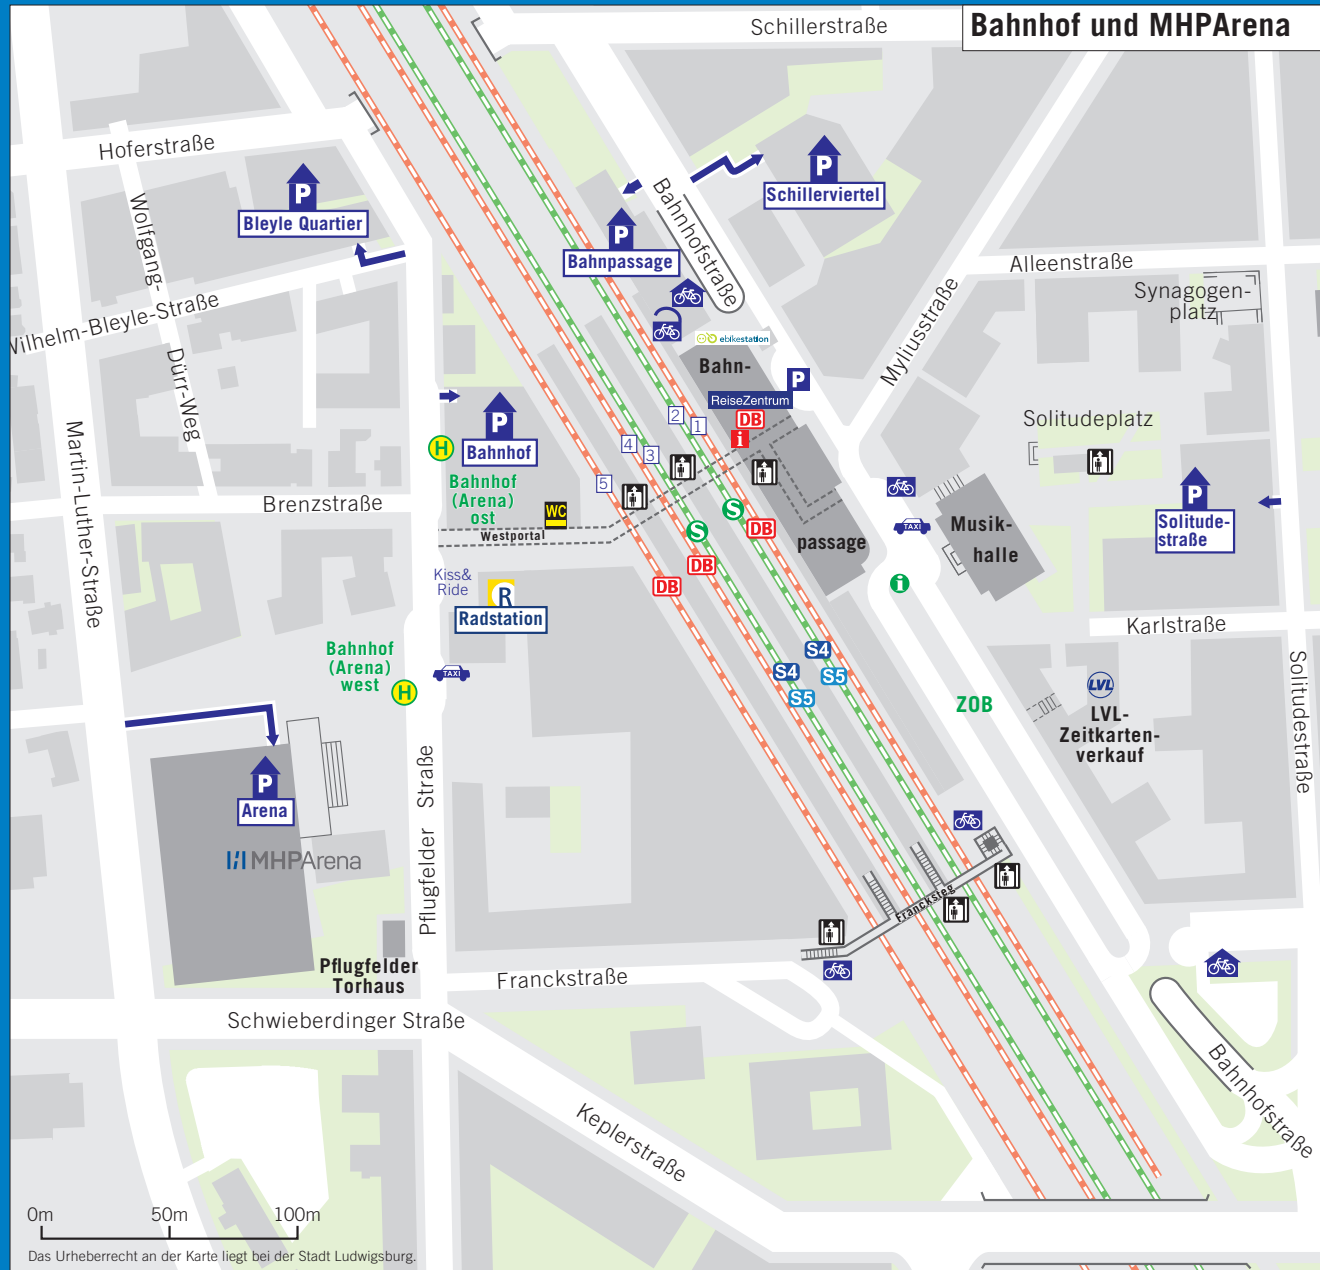 Bahnhof und MHPArena
Schillerstraße
Hoferstraße
P
Bleyle Quartier
P
Schillerviertel
Bahnhofstraße
P
Bahnpassage
Wolfgang-
Dürr-Weg
Wilhelm-Bleyle-Straße
Alleenstraße
Synagogen-
platz
Myliusstraße
ebikestation
Bahn-
P
ReiseZentrum
DB
i
2
1
4
3
5
P
Bahnhof
H
Bahnhof
(Arena)
ost
Solitudeplatz
Martin-Luther-Straße
Brenzstraße
WC
Westportal
S
S
DB
DB
DB
passage
TAXI
Musik-
halle
P
Solitude-
straße
i
Kiss&
Ride
R
Radstation
Karlstraße
Bahnhof
(Arena)
west
H
TAXI
S4
S5
S4
S5
ZOB
LVL
LVL-
Zeitkarten-
verkauf
Solitudestraße
P
Arena
MHPArena
Pflugfelder Straße
Francksteg
Pflugfelder
Torhaus
Franckstraße
Schwieberdinger Straße
Keplerstraße
Bahnhofstraße
0m
50m
100m
Das Urheberrecht an der Karte liegt bei der Stadt Ludwigsburg.